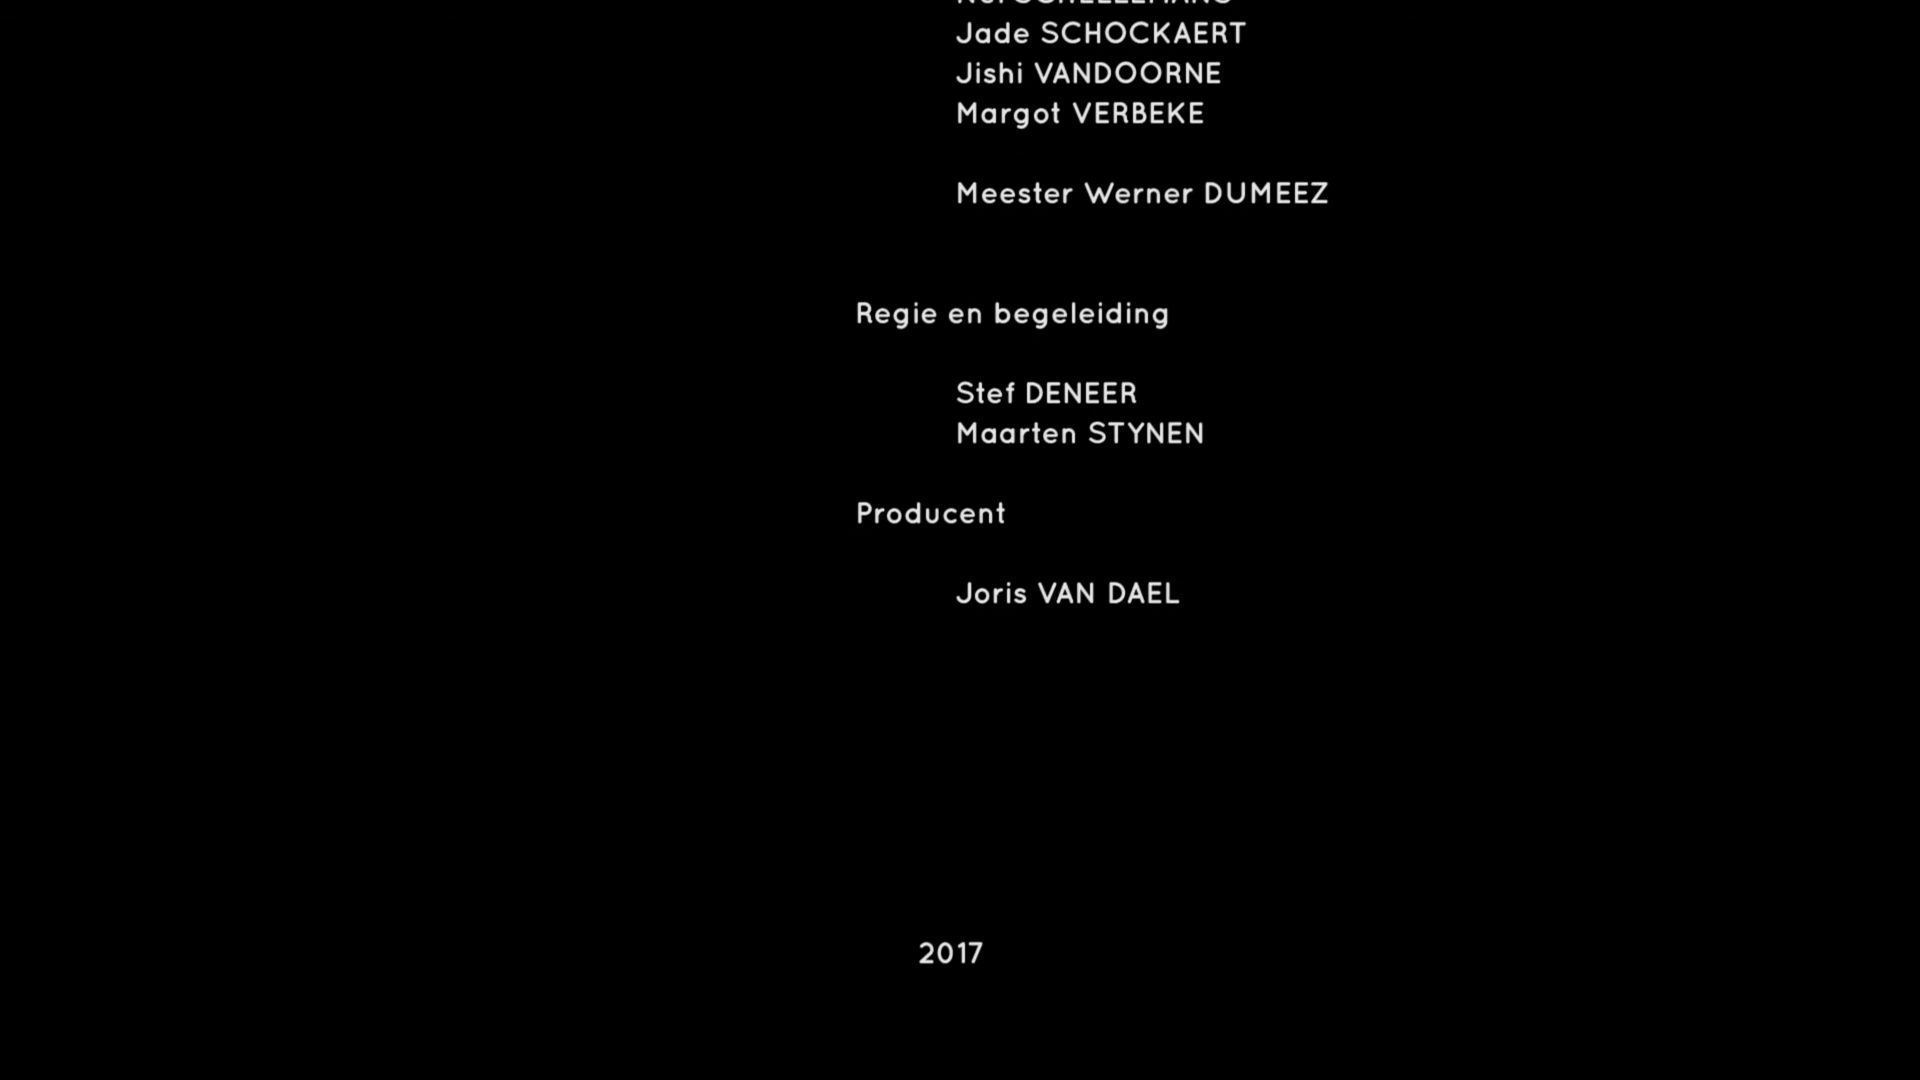 Jade SCHOCKAERT
Jishi VANDOORNE
Margot VERBEKE
Meester Werner DUMEEZ
Regie en begeleiding
Stef DENEER
Maarten STYNEN
Producent
Joris VAN DAEL
2017